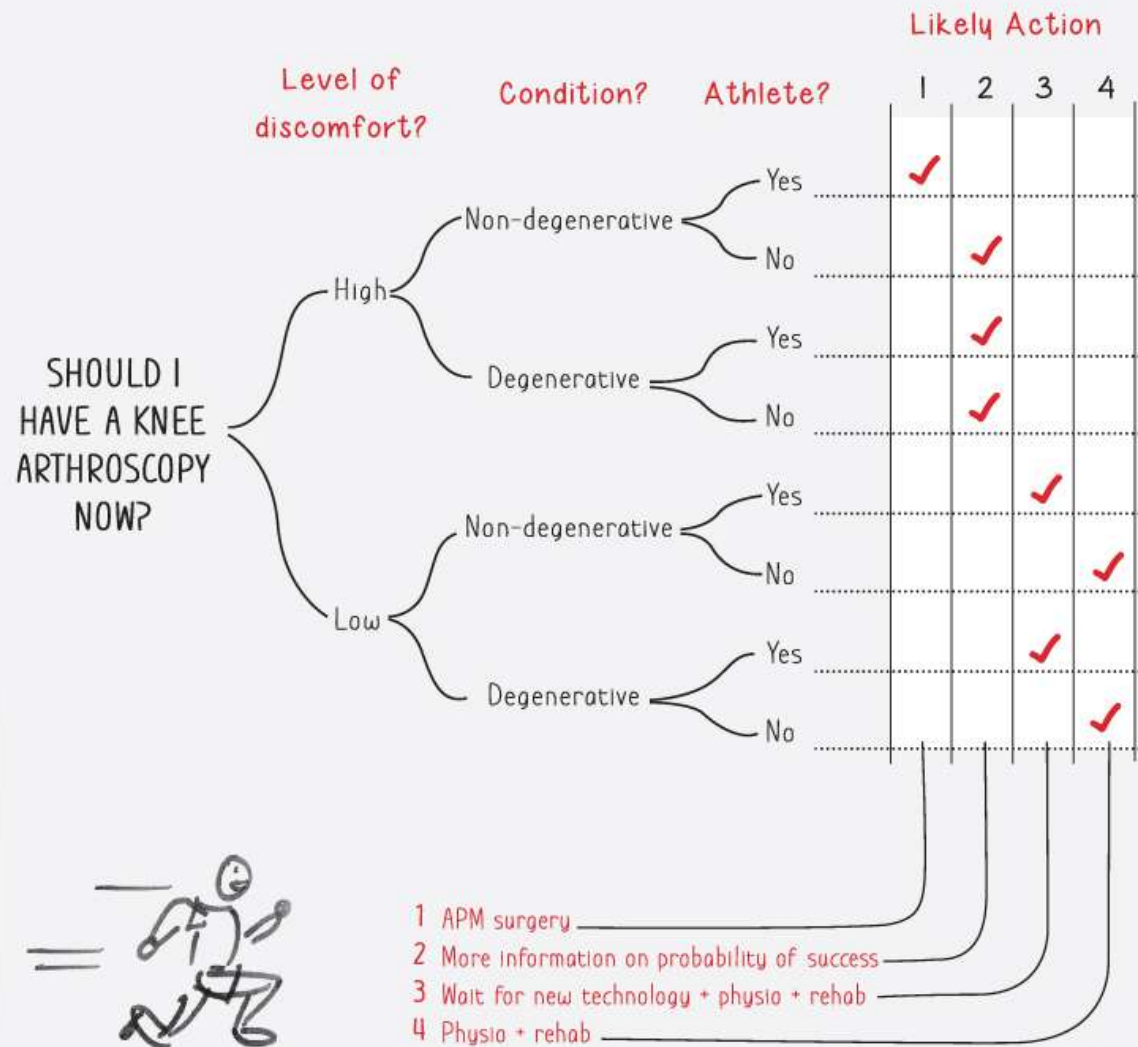 Likely Action
Level of
discomfort?
Condition?
Athlete?
1 2 3 4
SHOULD I
HAVE A KNEE
ARTHROSCOPY
NOW?
High
Non-degenerative
Yes
No
Degenerative
Yes
No
Low
Non-degenerative
Yes
No
Degenerative
Yes
No
1 APM surgery
2 More information on probability of success
3 Wait for new technology + physio + rehab
4 Physio + rehab